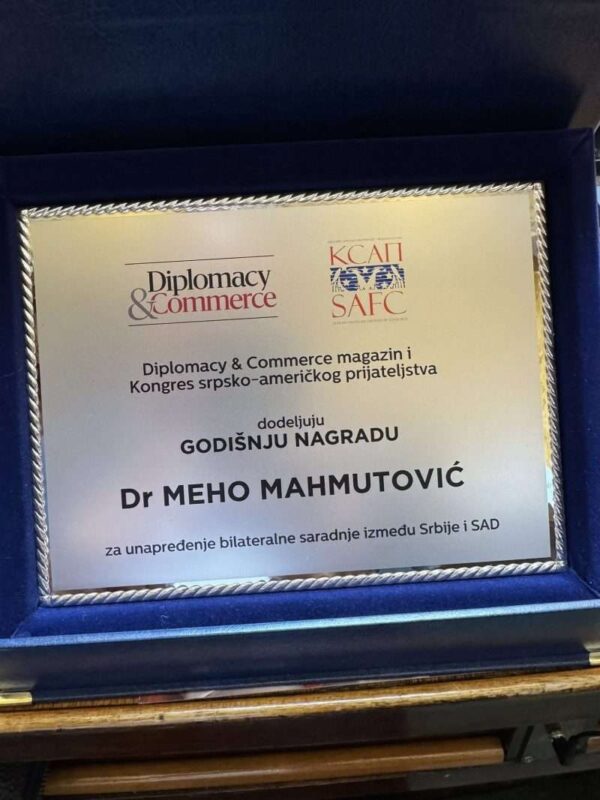 Diplomacy
&Commerce
КСАП
SAFC
Diplomacy & Commerce magazin i
Kongres srpsko-američkog prijateljstva
dodeljuju
GODIŠNJU NAGRADU
Dr MEHO MAHMUTOVIĆ
za unapređenje bilateralne saradnje između Srbije i SAD